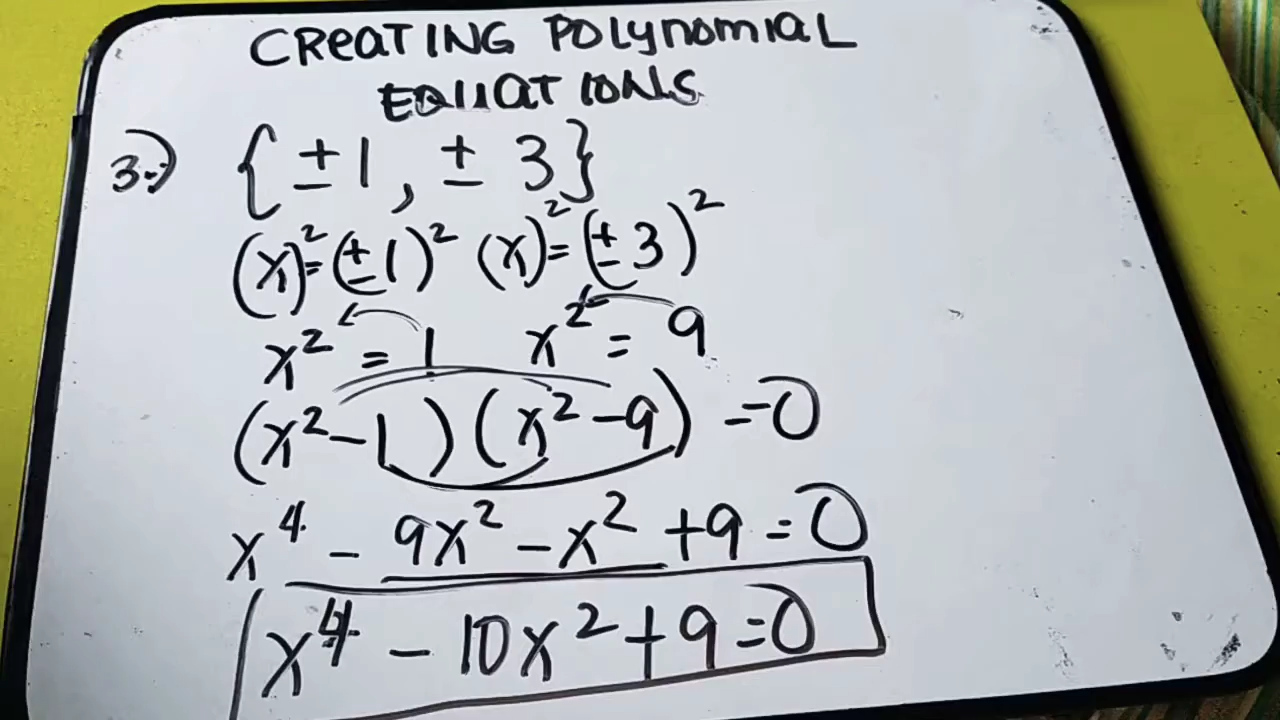 CREATING POLYNOMIAL
EQUATIONS
3.) { ±1, ± 3}
(x)² = (±1)² (x)² = (± 3)²
x² = 1 x² = 9
(x² - 1) (x² - 9) = 0
x⁴ - 9x² - x² + 9 = 0
x⁴ - 10x² + 9 = 0